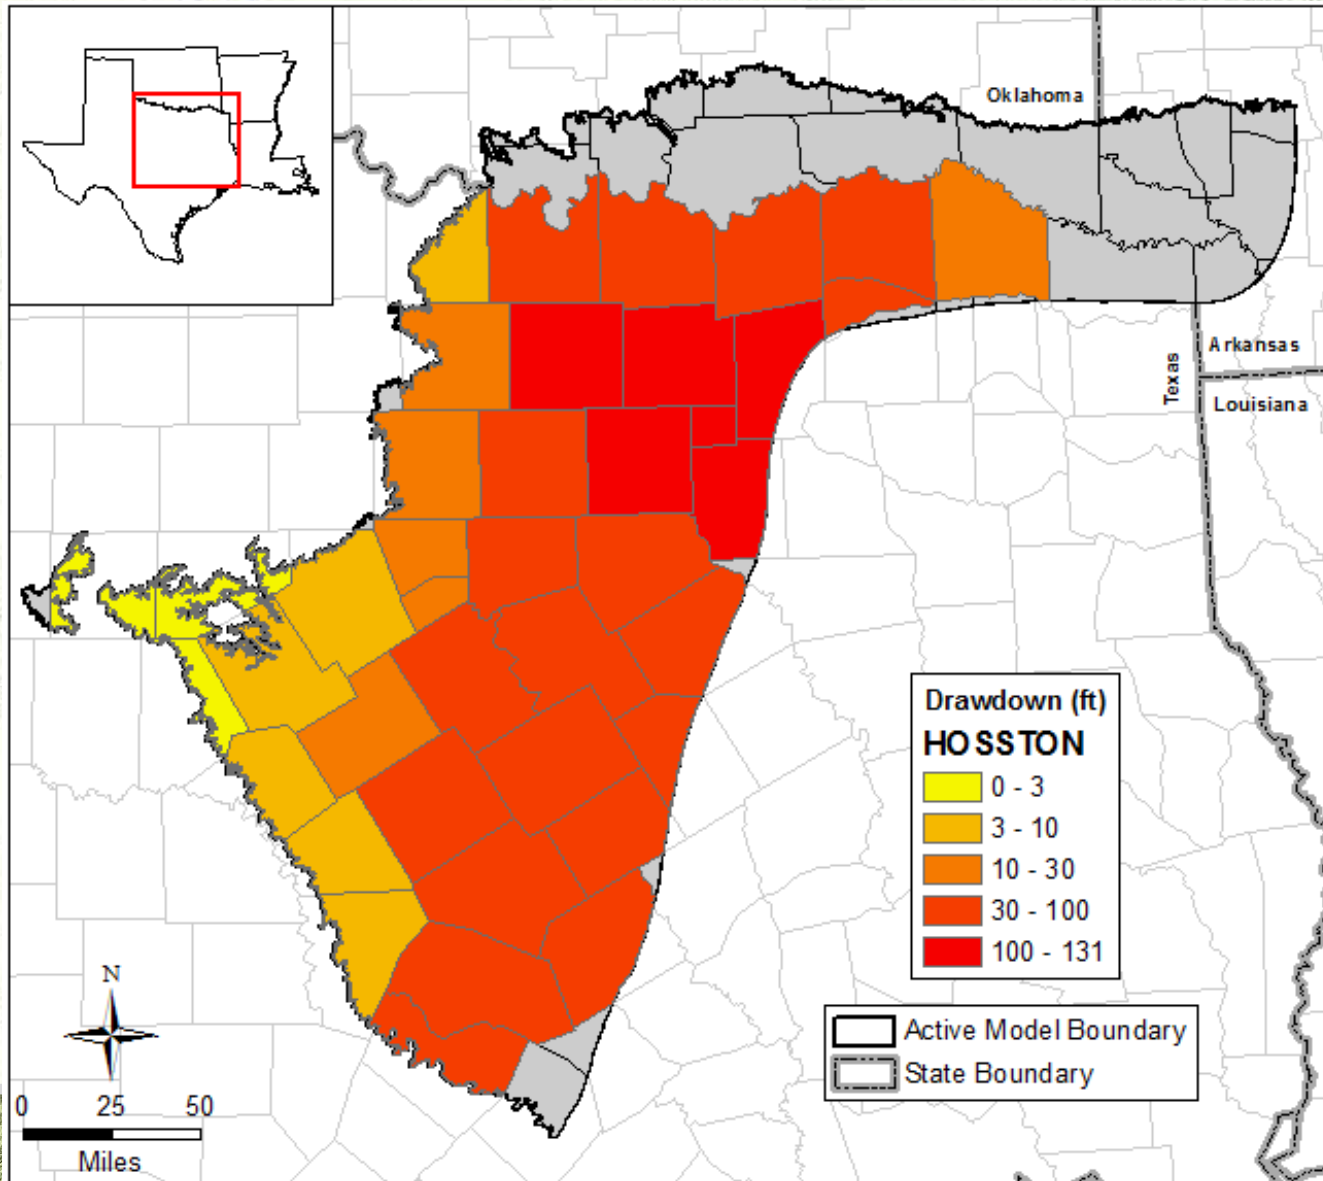 Oklahoma
Texas
Arkansas
Louisiana
Drawdown (ft)
HOSSTON
0 - 3
3 - 10
10 - 30
30 - 100
100 - 131
N
0 25 50
Miles
Active Model Boundary
State Boundary